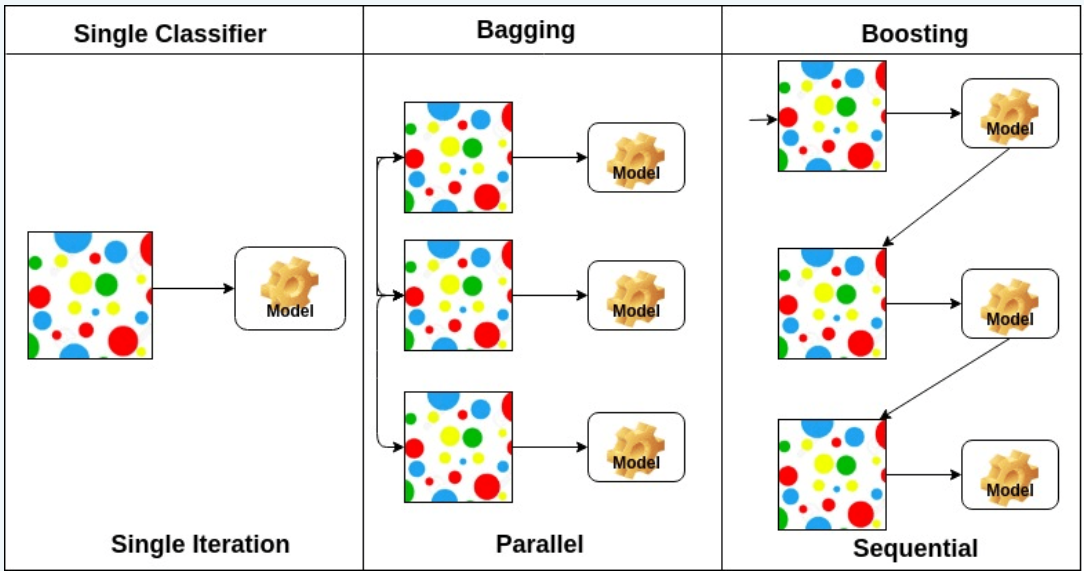 Single Classifier
Bagging
Boosting
Model
Model
Model
Model
Model
Model
Model
Single Iteration
Parallel
Sequential